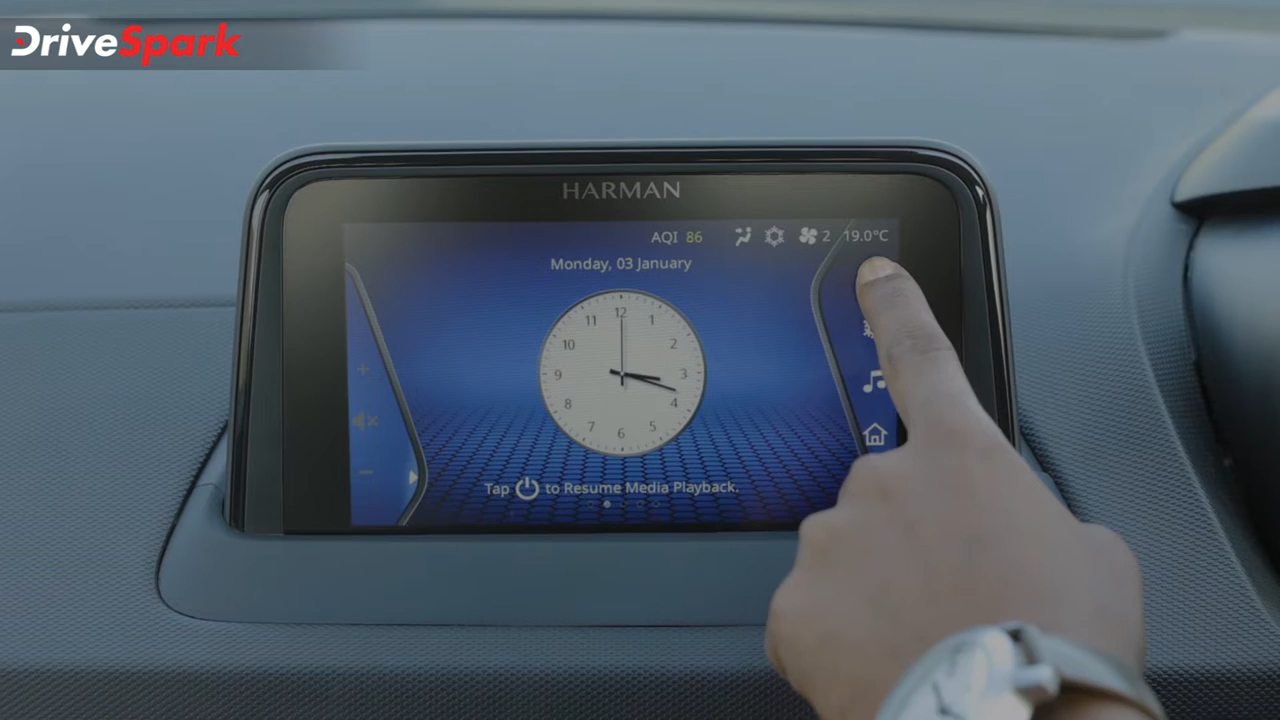 DriveSpark
HARMAN
AQI 86 2 19.0°C
Monday, 03 January
12
11 1
10 2
9 3
8 4
7 5
6
Tap to Resume Media Playback.